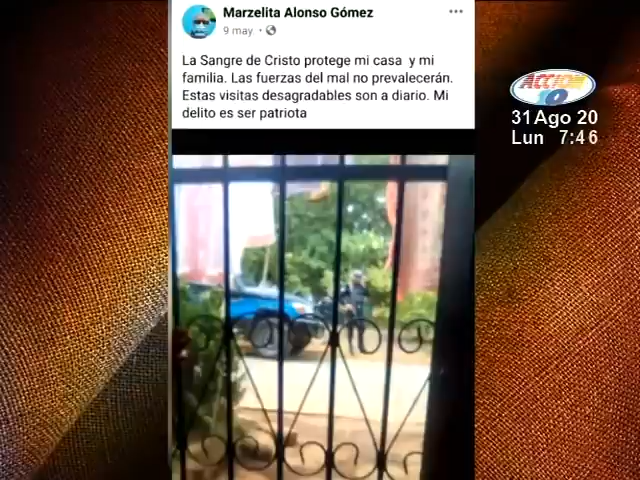 Marzelita Alonso Gómez
9 may. ·
La Sangre de Cristo protege mi casa y mi
familia. Las fuerzas del mal no prevalecerán.
Estas visitas desagradables son a diario. Mi
delito es ser patriota
ACCION
10
31 Ago 20
Lun 7:46